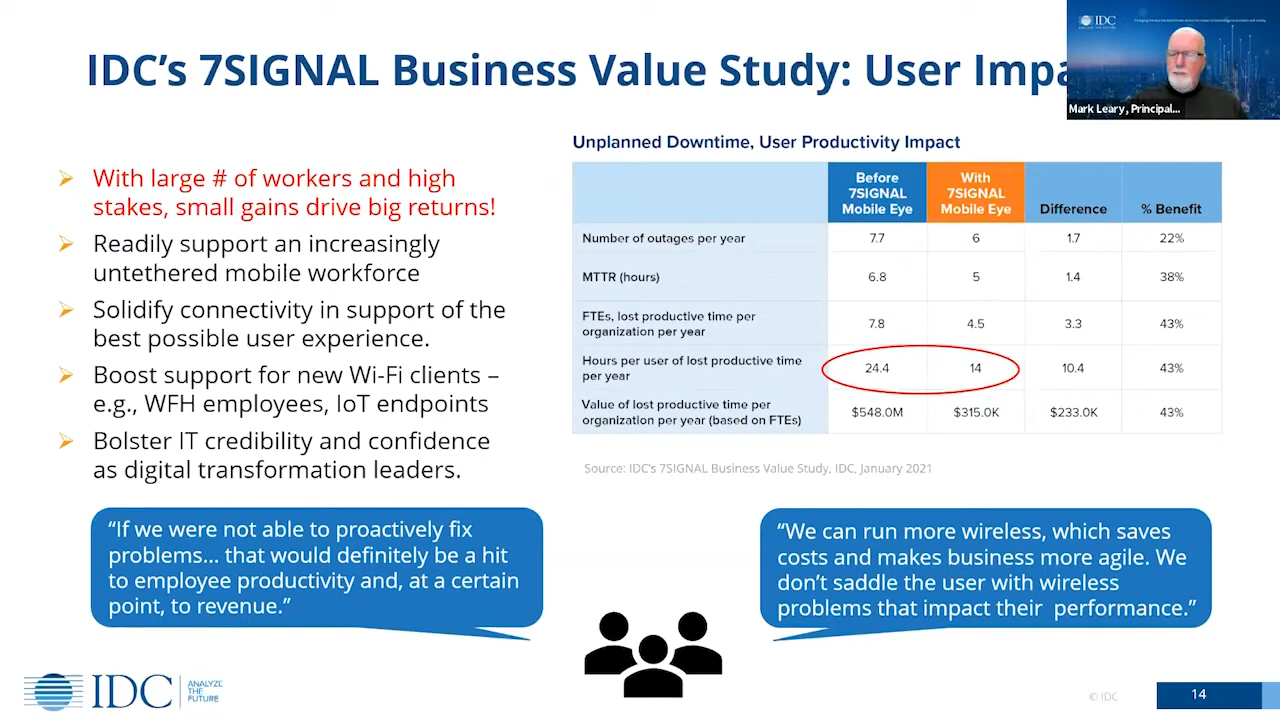 IDC’s 7SIGNAL Business Value Study: User Impa
IDC
Mark Leary, Principal...
➢ With large # of workers and high
stakes, small gains drive big returns!
➢ Readily support an increasingly
untethered mobile workforce
➢ Solidify connectivity in support of the
best possible user experience.
➢ Boost support for new Wi-Fi clients –
e.g., WFH employees, IoT endpoints
➢ Bolster IT credibility and confidence
as digital transformation leaders.
Unplanned Downtime, User Productivity Impact
Before 7SIGNAL Mobile Eye With 7SIGNAL Mobile Eye Difference % Benefit
Number of outages per year 7.7 6 1.7 22%
MTTR (hours) 6.8 5 1.4 38%
FTEs, lost productive time per
organization per year 7.8 4.5 3.3 43%
Hours per user of lost productive time
per year 24.4 14 10.4 43%
Value of lost productive time per
organization per year (based on FTEs) $548.0M $315.0K $233.0K 43%
Source: IDC's 7SIGNAL Business Value Study, IDC, January 2021
“If we were not able to proactively fix
problems… that would definitely be a hit
to employee productivity and, at a certain
point, to revenue.”
“We can run more wireless, which saves
costs and makes business more agile. We
don’t saddle the user with wireless
problems that impact their performance.”
IDC
ANALYZE
THE
FUTURE
© IDC
14